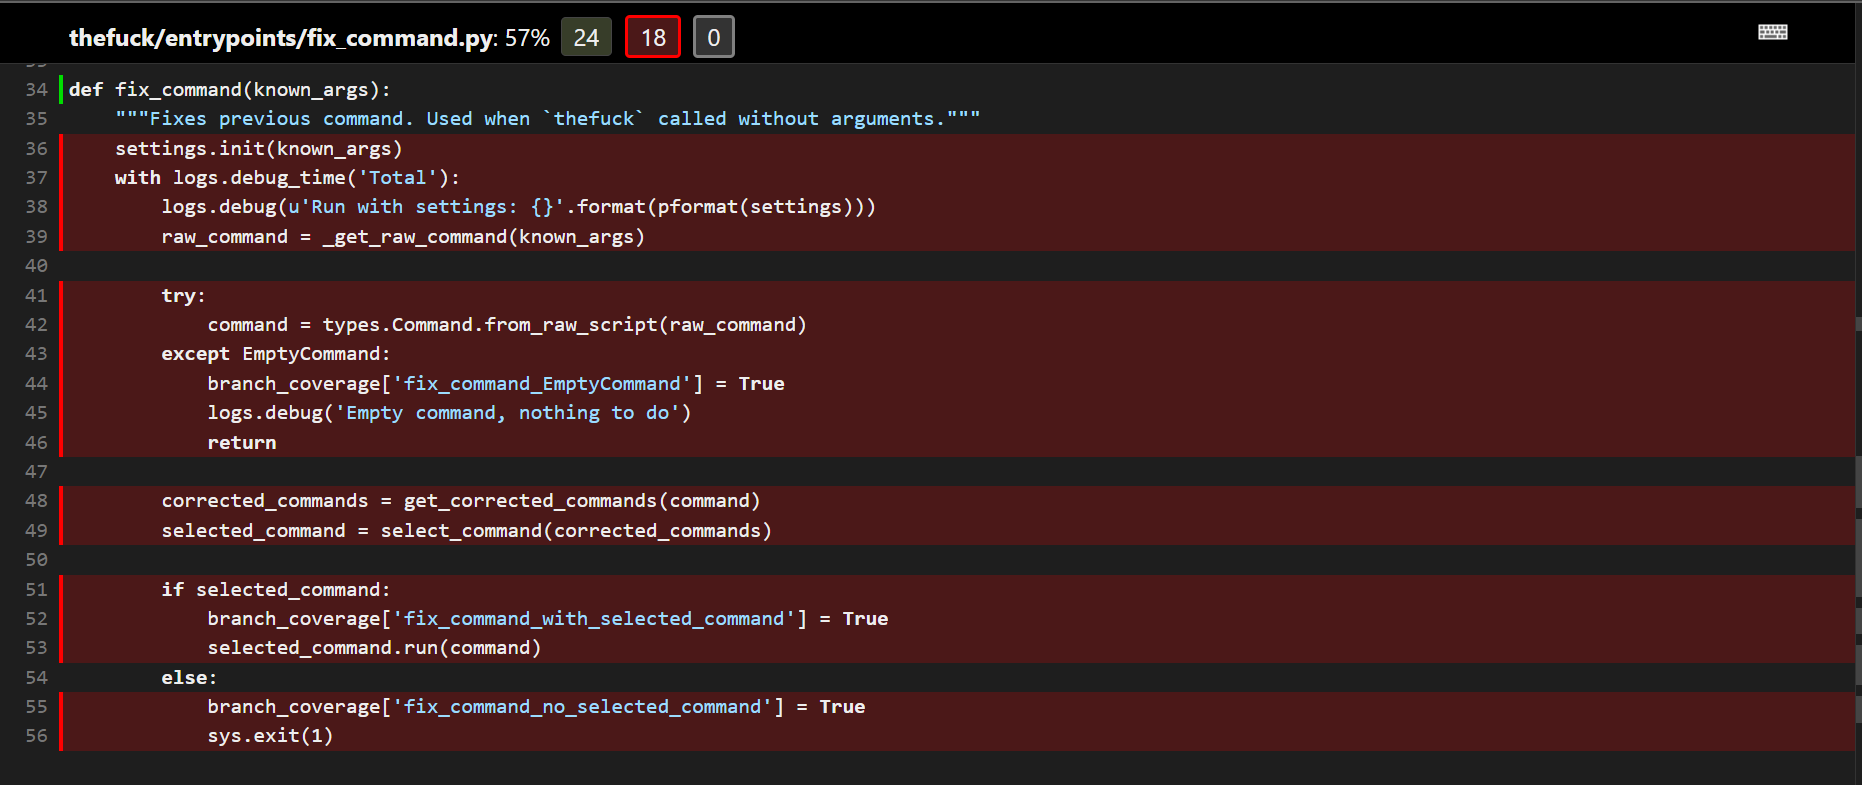 thefuck/entrypoints/fix_command.py: 57% 24 18 0
34 def fix_command(known_args):
35     """Fixes previous command. Used when `thefuck` called without arguments."""
36     settings.init(known_args)
37     with logs.debug_time('Total'):
38         logs.debug(u'Run with settings: {}'.format(pformat(settings)))
39         raw_command = _get_raw_command(known_args)
40
41         try:
42             command = types.Command.from_raw_script(raw_command)
43         except EmptyCommand:
44             branch_coverage['fix_command_EmptyCommand'] = True
45             logs.debug('Empty command, nothing to do')
46             return
47
48         corrected_commands = get_corrected_commands(command)
49         selected_command = select_command(corrected_commands)
50
51         if selected_command:
52             branch_coverage['fix_command_with_selected_command'] = True
53             selected_command.run(command)
54         else:
55             branch_coverage['fix_command_no_selected_command'] = True
56             sys.exit(1)